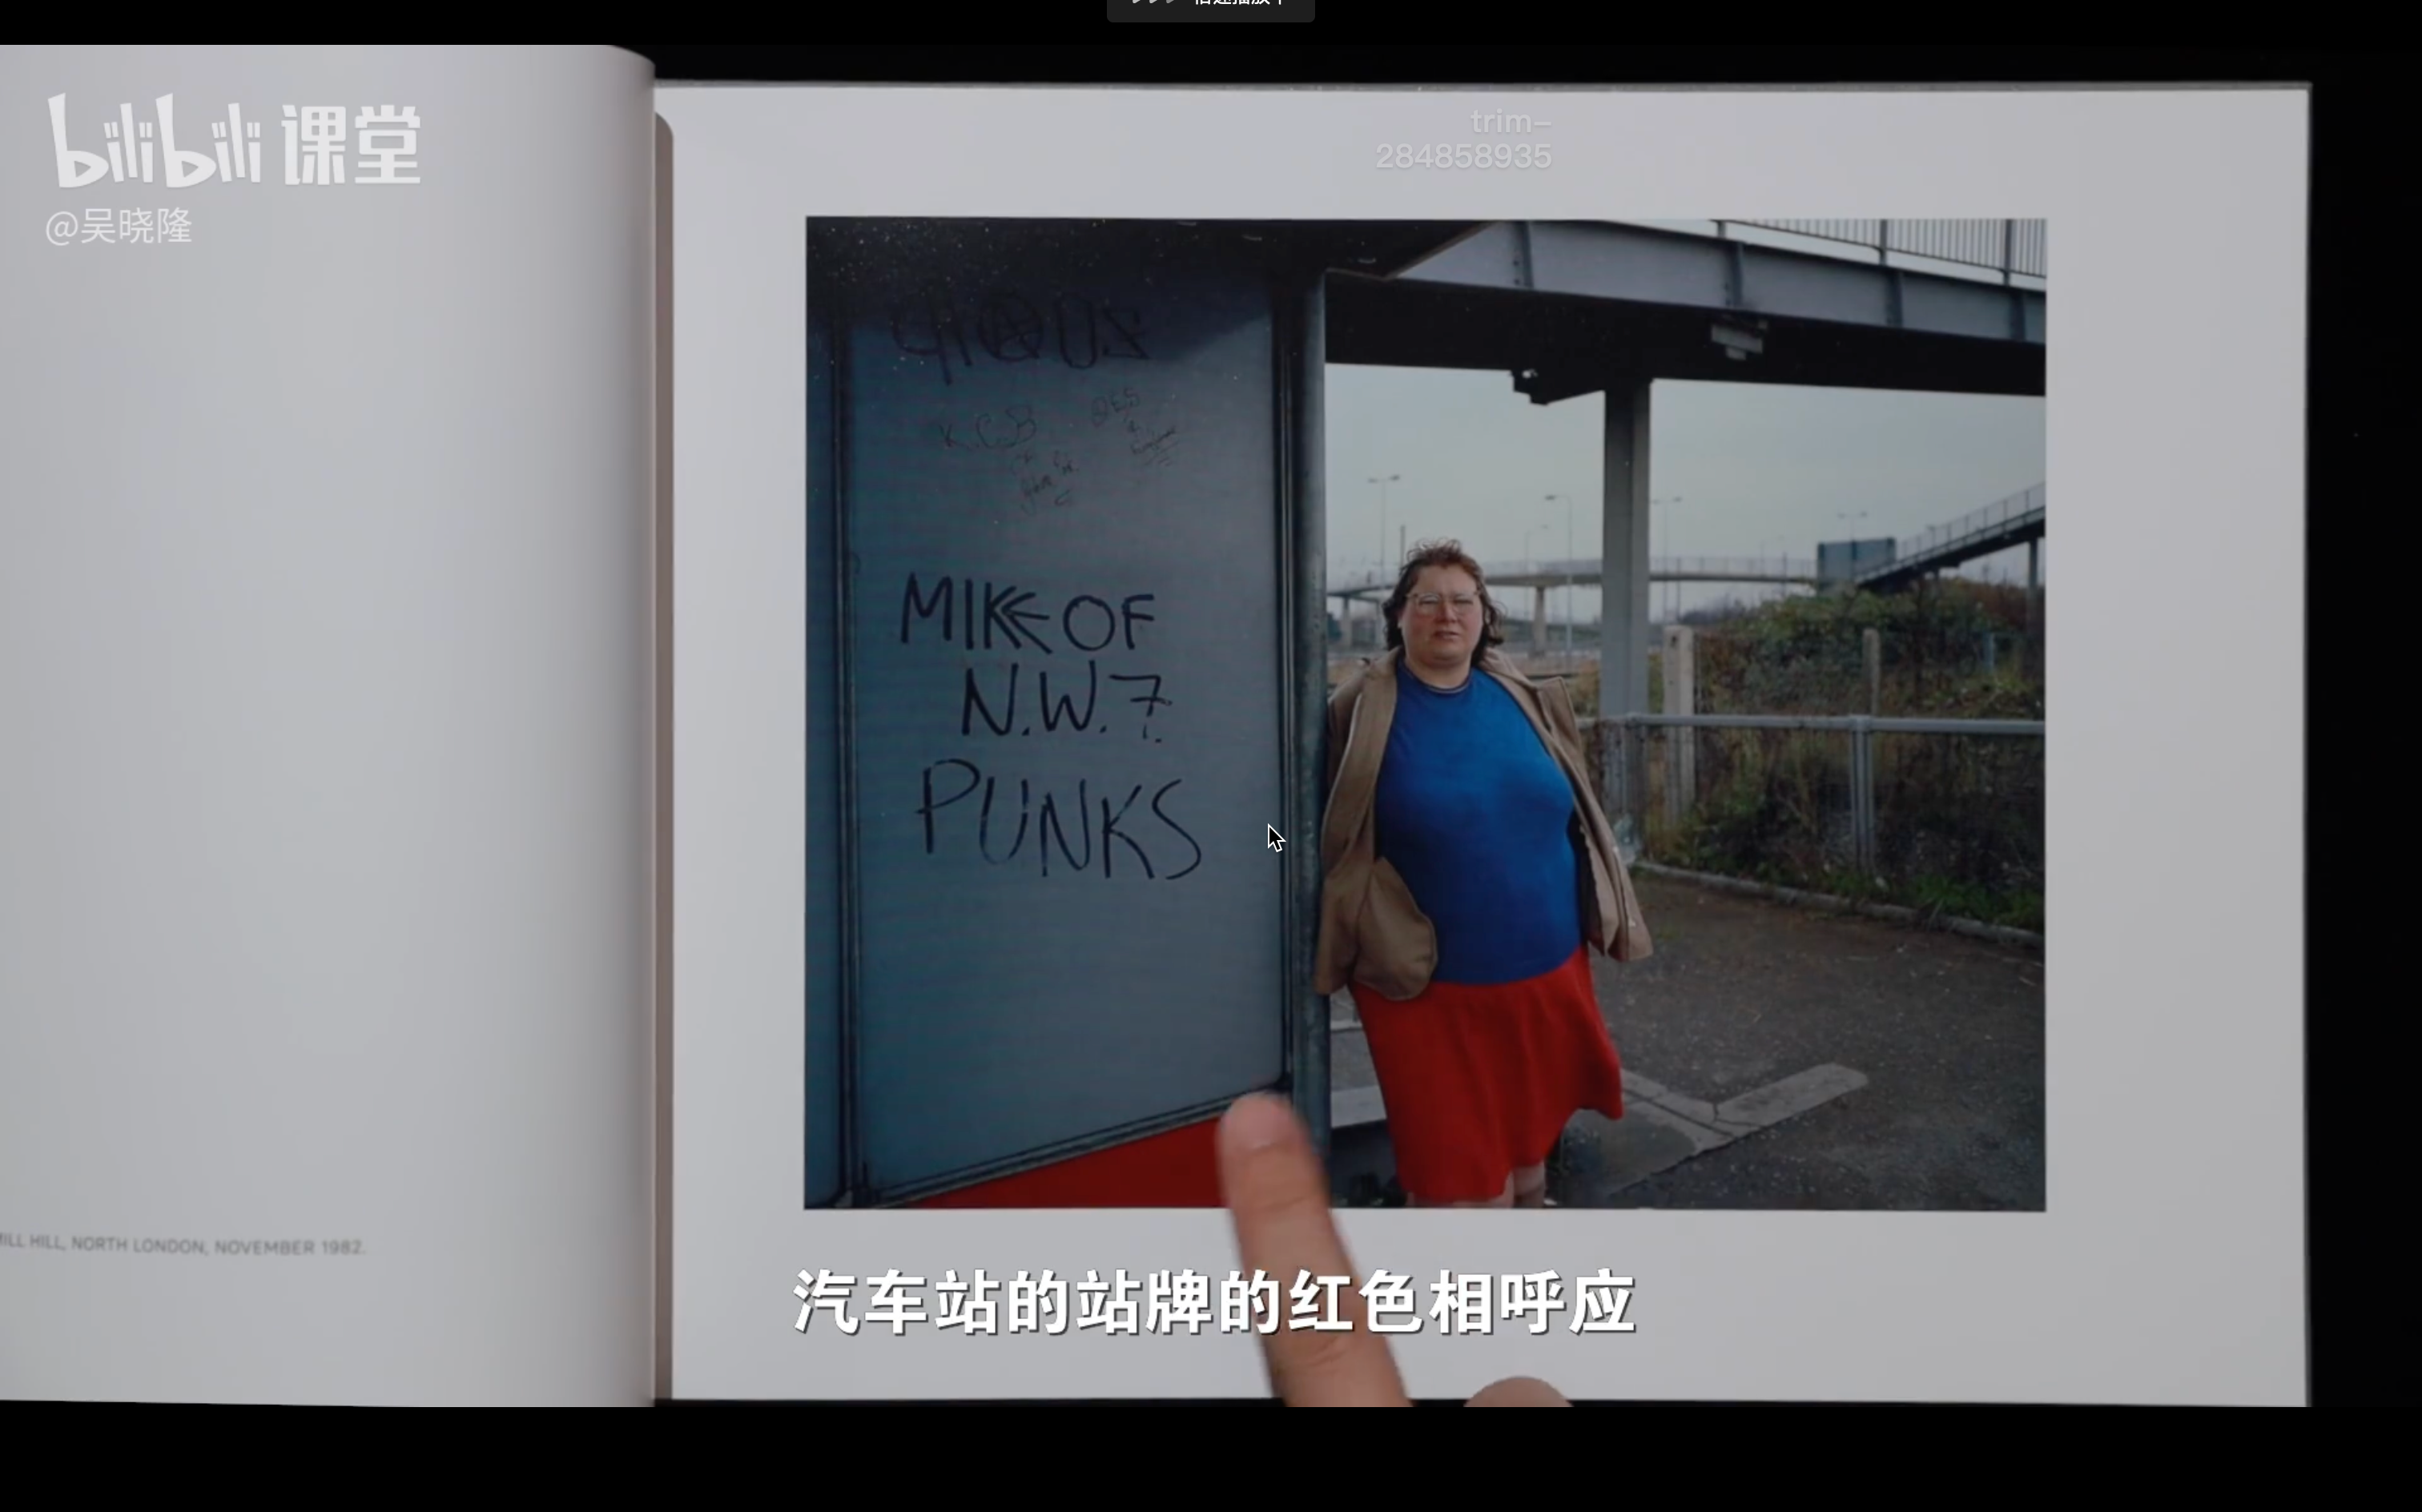 bilibili 课堂
@吴晓隆
trim-
284858935
K.C.B
MIKE OF
N.W.7.
PUNKS
MILL HILL, NORTH LONDON, NOVEMBER 1982.
汽车站的站牌的红色相呼应